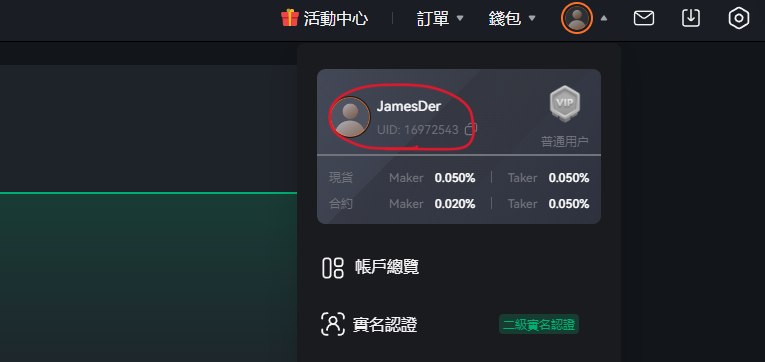 活動中心 訂單 錢包
JamesDer
UID: 16972543
VIP
普通用户
現貨 Maker 0.050% Taker 0.050%
合約 Maker 0.020% Taker 0.050%
帳戶總覽
實名認證 二級實名認證